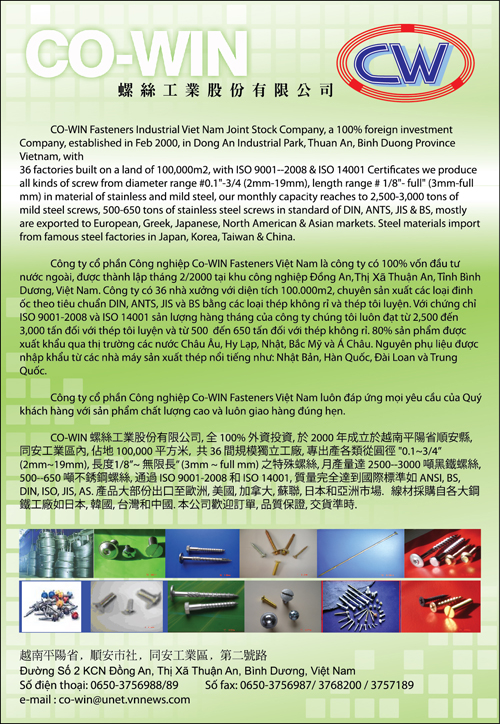 CO-WIN
CW
螺絲工業股份有限公司
CO-WIN Fasteners Industrial Viet Nam Joint Stock Company, a 100% foreign investment
Company, established in Feb 2000, in Dong An Industrial Park, Thuan An, Binh Duong Province
Vietnam, with
36 factories built on a land of 100,000m2, with ISO 9001--2008 & ISO 14001 Certificates we produce
all kinds of screw from diameter range #0.1"-3/4 (2mm-19mm), length range # 1/8"- full" (3mm-full
mm) in material of stainless and mild steel, our monthly capacity reaches to 2,500-3,000 tons of
mild steel screws, 500-650 tons of stainless steel screws in standard of DIN, ANTS, JIS & BS, mostly
are exported to European, Greek, Japanese, North American & Asian markets. Steel materials import
from famous steel factories in Japan, Korea, Taiwan & China.
Công ty cổ phần Công nghiệp Co-WIN Fasteners Việt Nam là công ty có 100% vốn đầu tư
nước ngoài, được thành lập tháng 2/2000 tại khu công nghiệp Đồng An,Thị Xã Thuận An, Tỉnh Bình
Dương, Việt Nam. Công ty có 36 nhà xưởng với diện tích 100.000m2, chuyên sản xuất các loại đinh
ốc theo tiêu chuẩn DIN, ANTS, JIS và BS bằng các loại thép không rỉ và thép tôi luyện. Với chứng chỉ
ISO 9001-2008 và ISO 14001 sản lượng hàng tháng của công ty chúng tôi luôn đạt từ 2,500 đến
3,000 tấn đối với thép tôi luyện và từ 500 đến 650 tấn đối với thép không rỉ. 80% sản phẩm được
xuất khẩu qua thị trường các nước Châu Âu, Hy Lạp, Nhật, Bắc Mỹ và Á Châu. Nguyên phụ liệu được
nhập khẩu từ các nhà máy sản xuất thép nổi tiếng như: Nhật Bản, Hàn Quốc, Đài Loan và Trung
Quốc.
Công ty cổ phần Công nghiệp Co-WIN Fasteners Việt Nam luôn đáp ứng mọi yêu cầu của Quý
khách hàng với sản phẩm chất lượng cao và luôn giao hàng đúng hẹn.
CO-WIN 螺絲工業股份有限公司, 全 100% 外資投資, 於 2000 年成立於越南平陽省順安縣,
同安工業區內, 佔地 100,000 平方米, 共 36 間規模獨立工廠, 專出產各類從圓徑 "0.1~3/4"
(2mm~19mm), 長度1/8"~ 無限長" (3mm ~ full mm) 之特殊螺絲, 月產量達 2500--3000 噸黑鐵螺絲,
500--650 噸不銹鋼螺絲, 通過 ISO 9001-2008 和 ISO 14001, 質量完全達到國際標準如 ANSI, BS,
DIN, ISO, JIS, AS. 產品大部份出口至歐洲, 美國, 加拿大, 蘇聯, 日本和亞洲市場. 線材採購自各大鋼
鐵工廠如日本, 韓國, 台灣和中國. 本公司歡迎訂單, 品質保證, 交貨準時.
越南平陽省, 順安市社, 同安工業區, 第二號路
Đường Số 2 KCN Đồng An, Thị Xã Thuận An, Bình Dương, Việt Nam
Số điện thoại: 0650-3756988/89 Số fax: 0650-3756987/ 3768200 / 3757189
e-mail : co-win@unet.vnnews.com